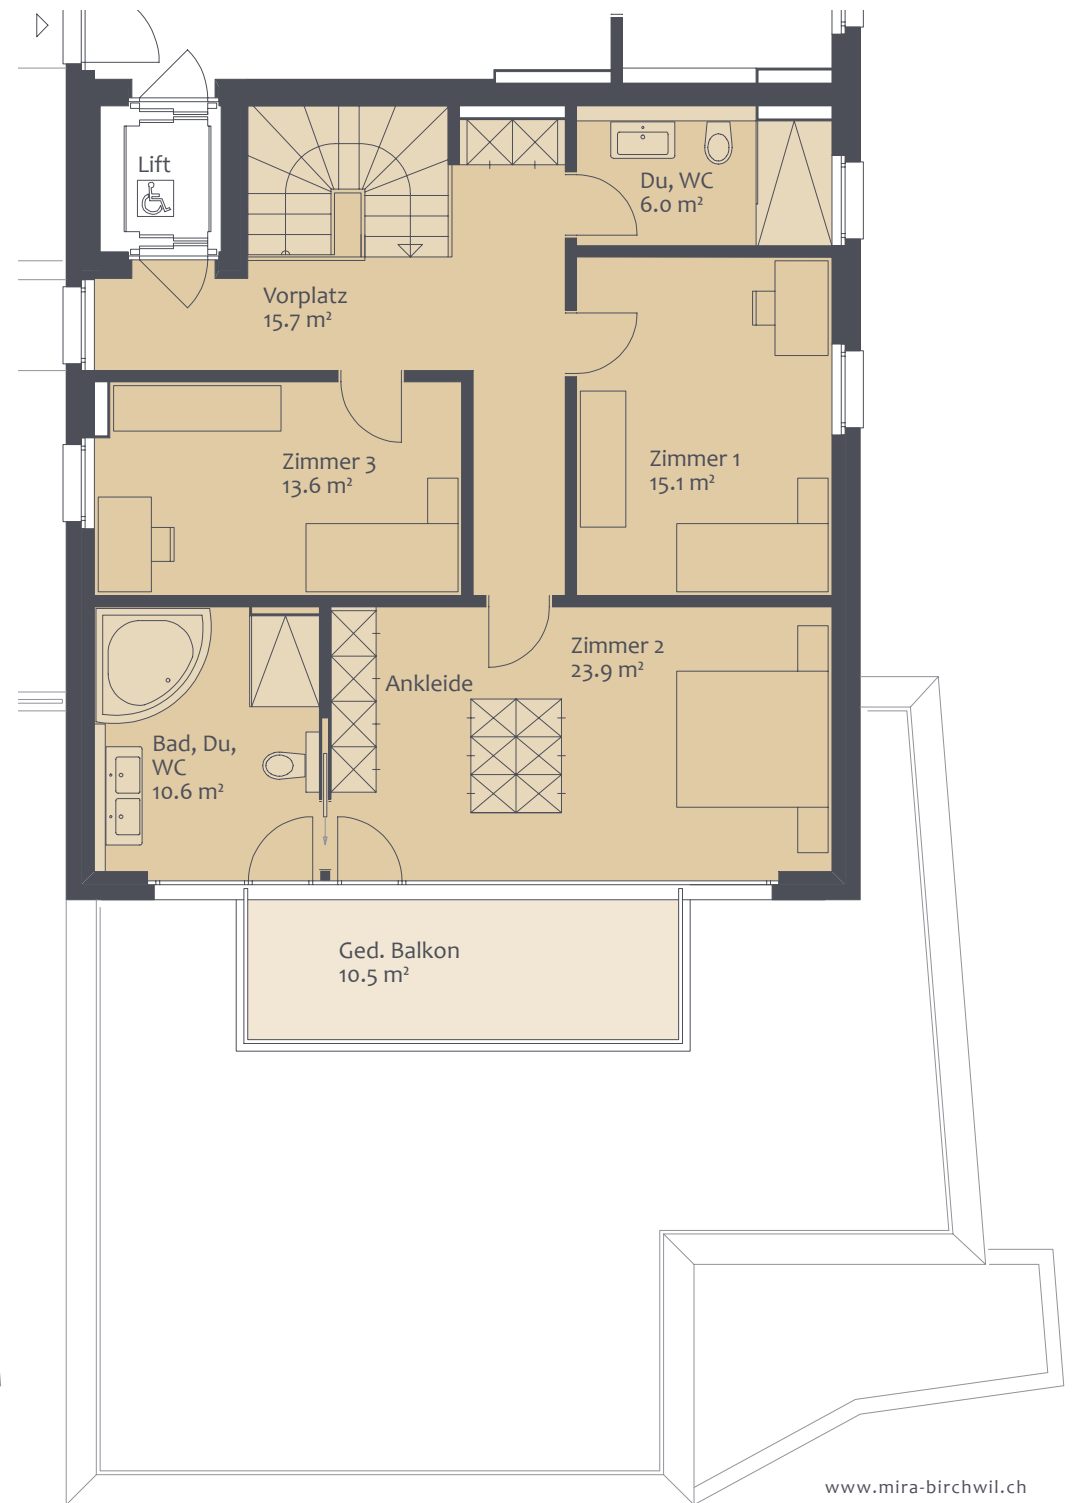 Lift
Du, WC
6.0 m²
Vorplatz
15.7 m²
Zimmer 3
13.6 m²
Zimmer 1
15.1 m²
Zimmer 2
23.9 m²
Ankleide
Bad, Du,
WC
10.6 m²
Ged. Balkon
10.5 m²
www.mira-birchwil.ch